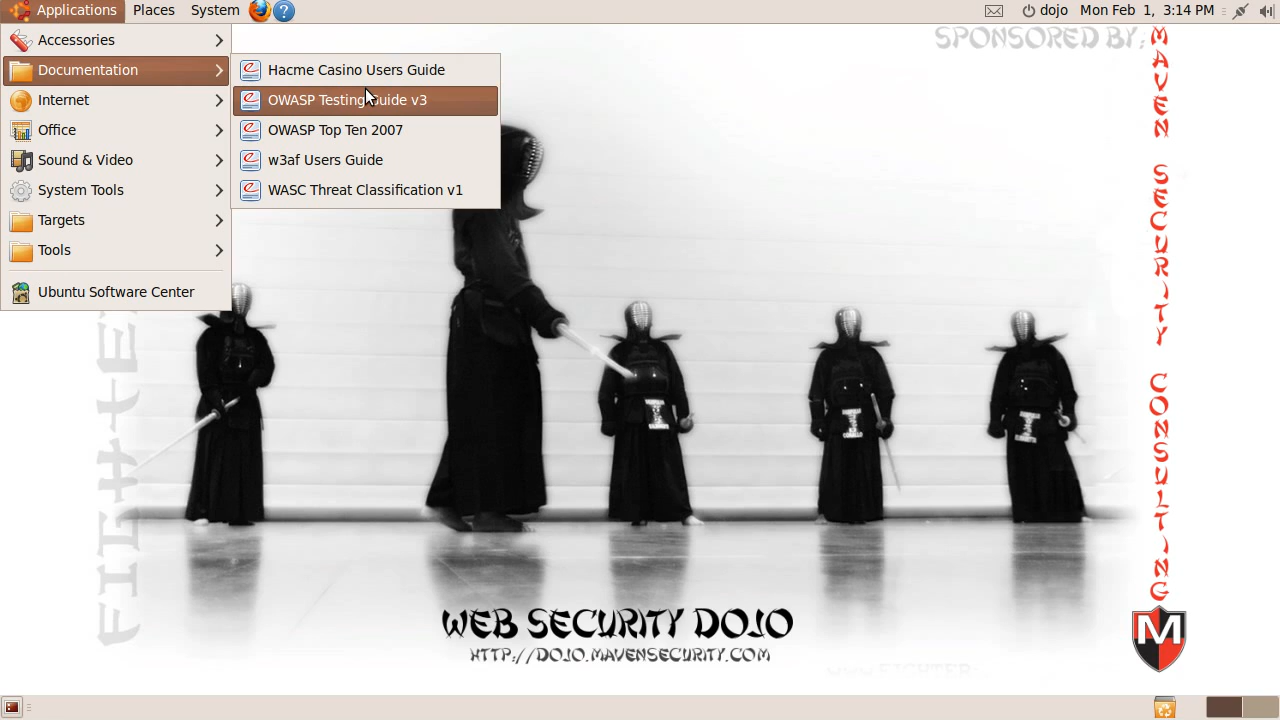 Applications Places System dojo Mon Feb 1, 3:14 PM
Accessories
Documentation
Internet
Office
Sound & Video
System Tools
Targets
Tools
Ubuntu Software Center
Hacme Casino Users Guide
OWASP Testing Guide v3
OWASP Top Ten 2007
w3af Users Guide
WASC Threat Classification v1
SPONSORED BY:
MAVEN SECURITY CONSULTING
M
WEB SECURITY DOJO
HTTP://DOJO.MAVENSECURITY.COM